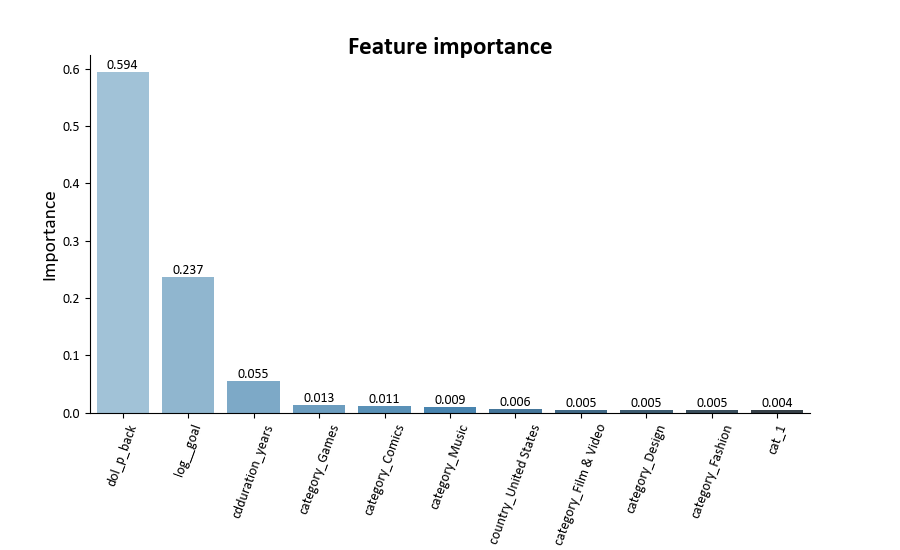 Feature importance
Importance
0.6
0.5
0.4
0.3
0.2
0.1
0.0
0.594
0.237
0.055
0.013
0.011
0.009
0.006
0.005
0.005
0.005
0.004
dol_p_back
log__goal
cdduration_years
category_Games
category_Comics
category_Music
country_United States
category_Film & Video
category_Design
category_Fashion
cat_1